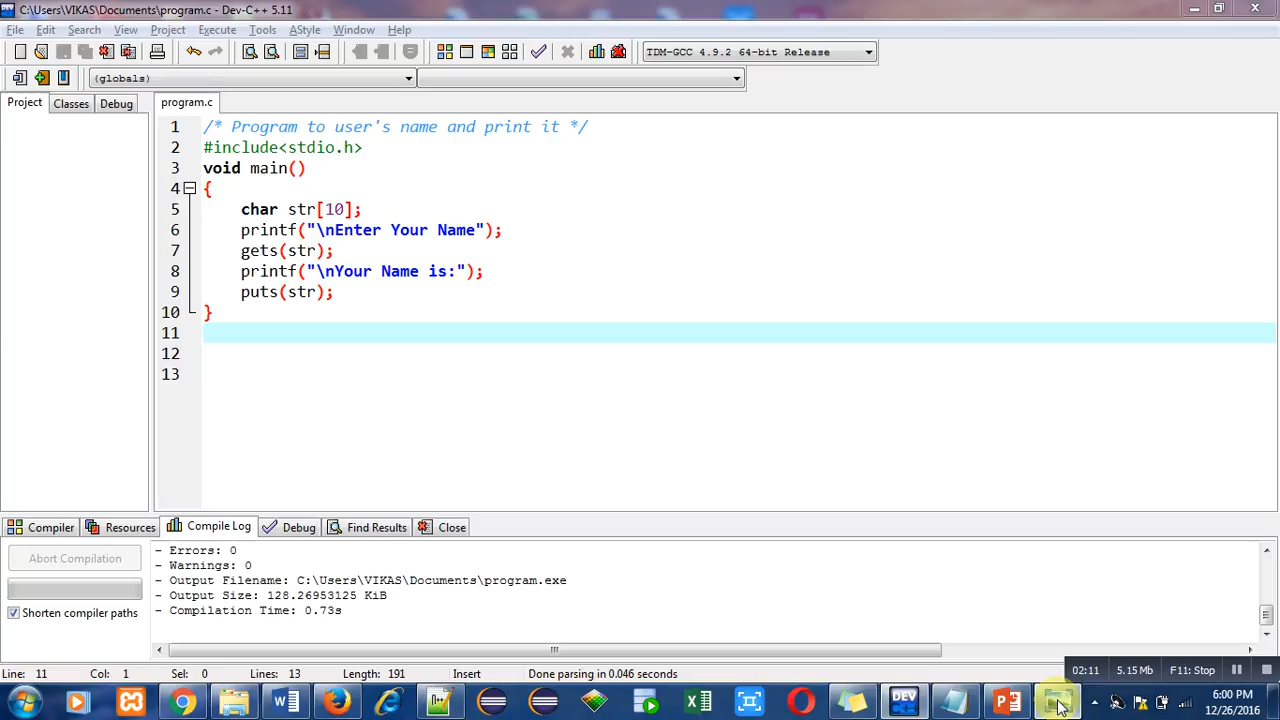 C:\Users\VIKAS\Documents\program.c - Dev-C++ 5.11
File Edit Search View Project Execute Tools AStyle Window Help
TDM-GCC 4.9.2 64-bit Release
(globals)
Project Classes Debug program.c
1 /* Program to user's name and print it */
2 #include<stdio.h>
3 void main()
4 {
5 char str[10];
6 printf("\nEnter Your Name");
7 gets(str);
8 printf("\nYour Name is:");
9 puts(str);
10 }
11
12
13
Compiler Resources Compile Log Debug Find Results Close
Abort Compilation
Shorten compiler paths
- Errors: 0
- Warnings: 0
- Output Filename: C:\Users\VIKAS\Documents\program.exe
- Output Size: 128.26953125 KiB
- Compilation Time: 0.73s
Line: 11 Col: 1 Sel: 0 Lines: 13 Length: 191 Insert Done parsing in 0.046 seconds
02:11 5.15 Mb F11: Stop
DEV
6:00 PM
12/26/2016